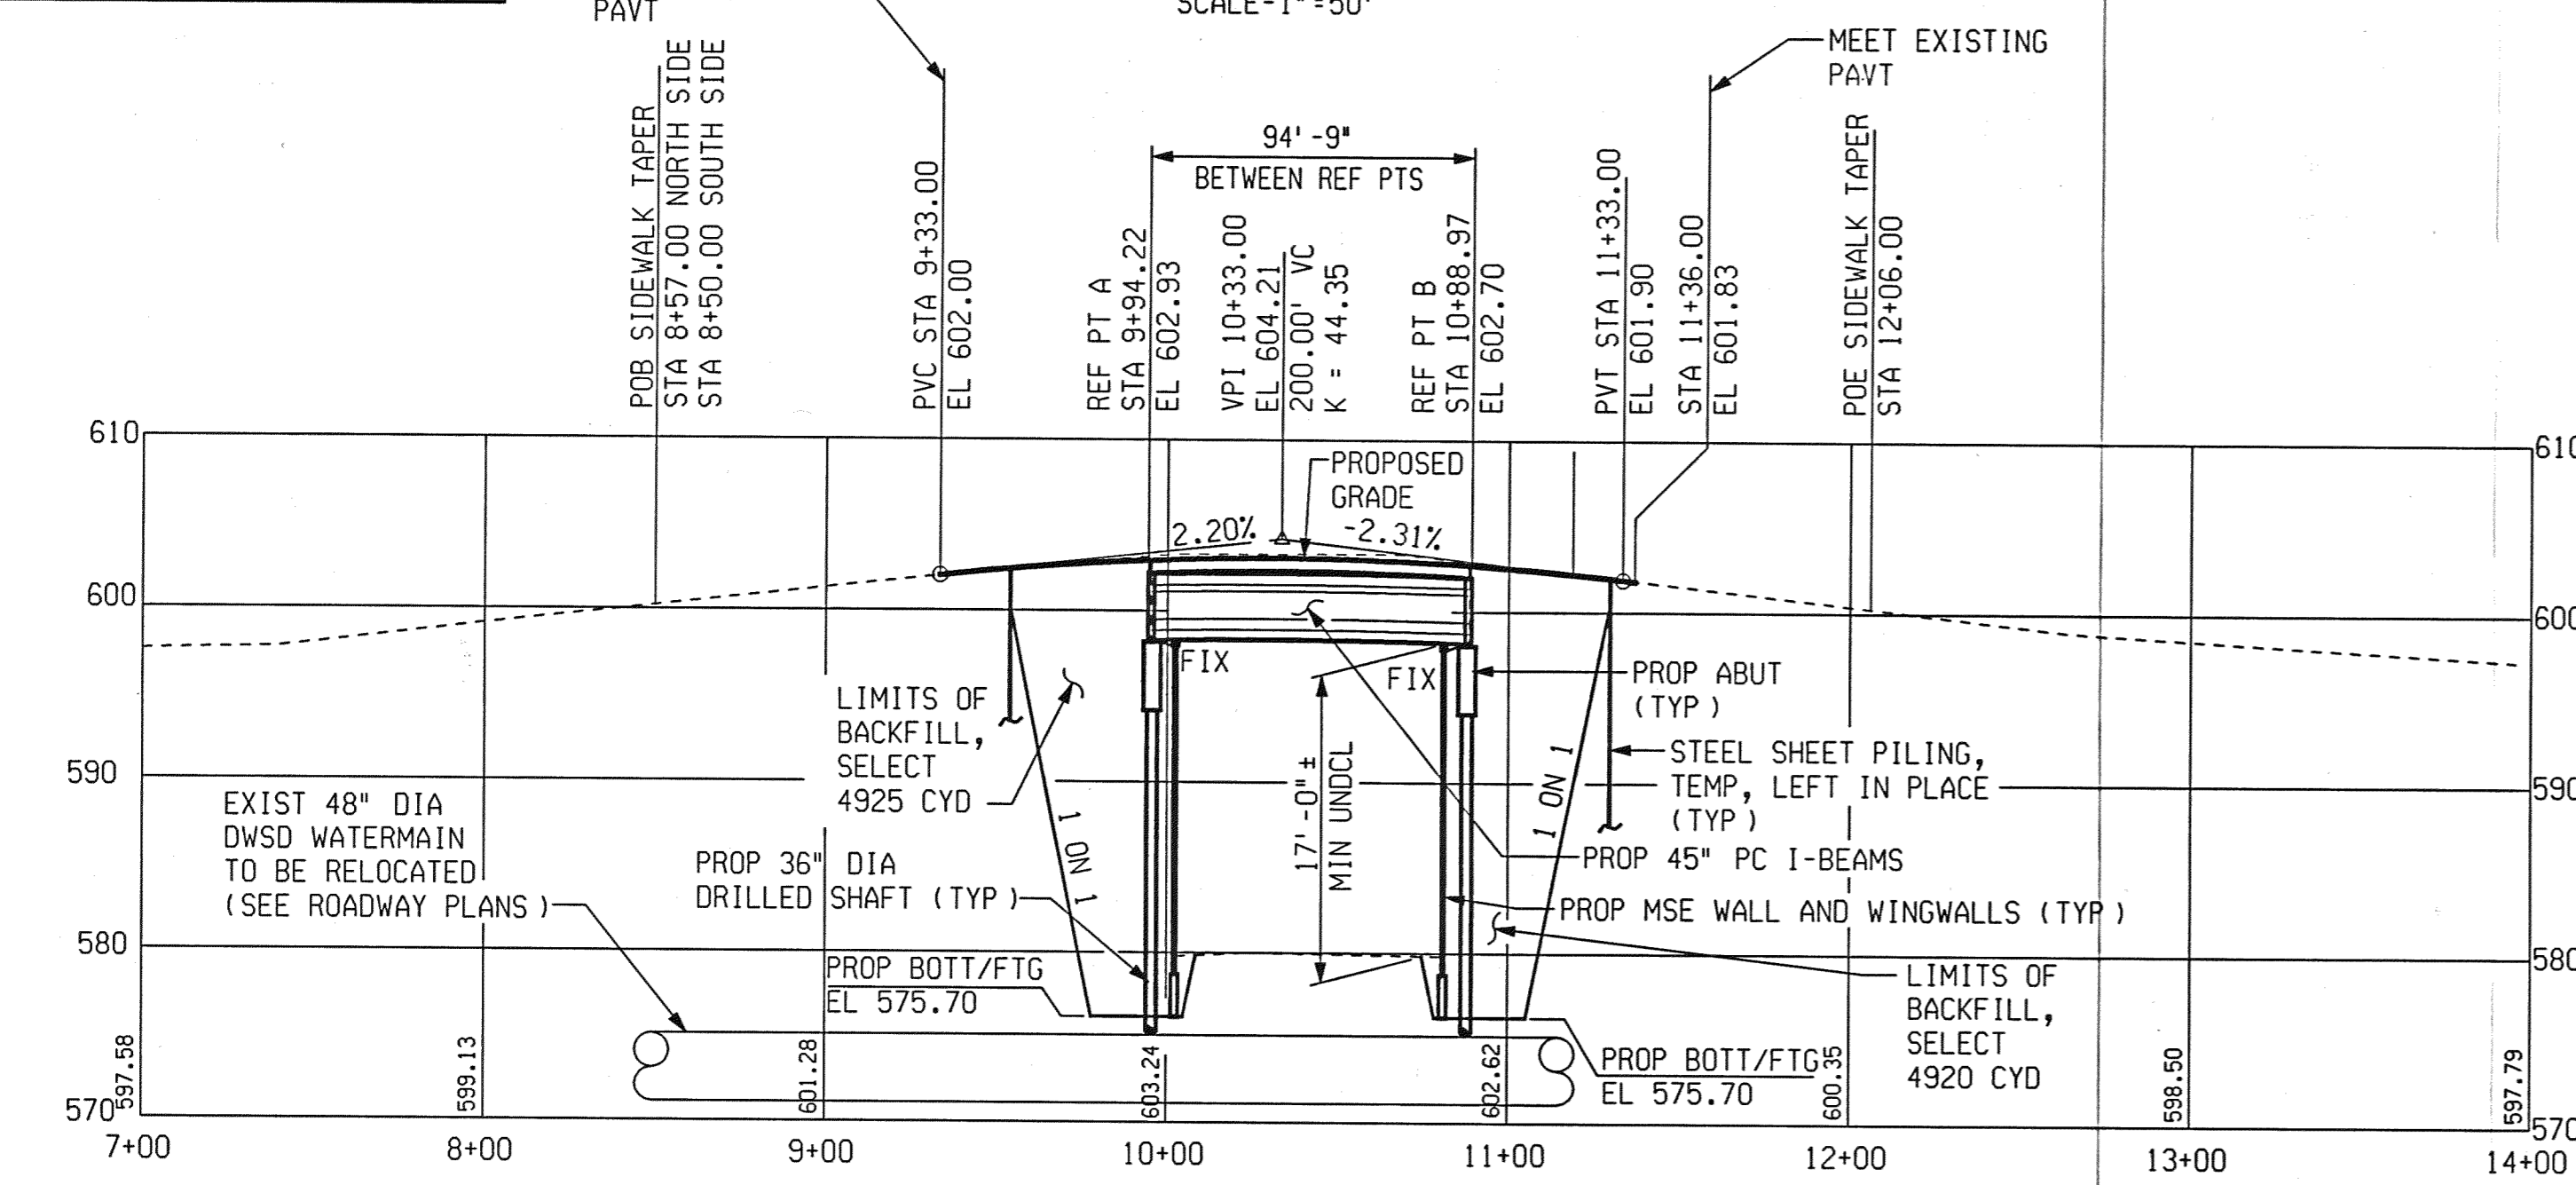 PAVT
SCALE-1"=50'
MEET EXISTING
PAVT
POB SIDEWALK TAPER
STA 8+57.00 NORTH SIDE
STA 8+50.00 SOUTH SIDE
PVC STA 9+33.00
EL 602.00
94'-9"
BETWEEN REF PTS
REF PT A
STA 9+94.22
EL 602.93
VPI 10+33.00
EL 604.21
200.00' VC
K = 44.35
REF PT B
STA 10+88.97
EL 602.70
PVT STA 11+33.00
EL 601.90
STA 11+36.00
EL 601.83
POE SIDEWALK TAPER
STA 12+06.00
610
610
PROPOSED
GRADE
2.20%
-2.31%
600
600
FIX
FIX
PROP ABUT
(TYP)
LIMITS OF
BACKFILL,
SELECT
4925 CYD
STEEL SHEET PILING,
TEMP, LEFT IN PLACE
(TYP)
590
590
17'-0"±
MIN UNDCL
1 ON 1
1 ON 1
EXIST 48" DIA
DWSD WATERMAIN
TO BE RELOCATED
(SEE ROADWAY PLANS)
PROP 36" DIA
DRILLED SHAFT (TYP)
PROP 45" PC I-BEAMS
PROP MSE WALL AND WINGWALLS (TYP)
580
580
PROP BOTT/FTG
EL 575.70
LIMITS OF
BACKFILL,
SELECT
4920 CYD
PROP BOTT/FTG
EL 575.70
570
570
597.58
599.13
601.28
603.24
602.62
600.35
598.50
597.79
7+00
8+00
9+00
10+00
11+00
12+00
13+00
14+00